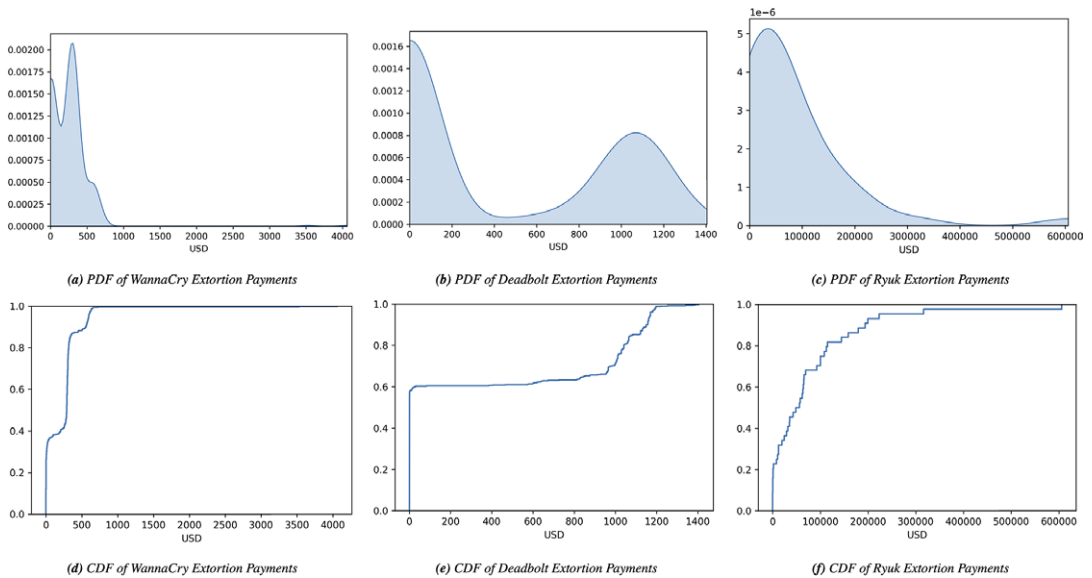 0.00200
0.00175
0.00150
0.00125
0.00100
0.00075
0.00050
0.00025
0.00000
0 500 1000 1500 2000 2500 3000 3500 4000
USD
(a) PDF of WannaCry Extortion Payments
0.0016
0.0014
0.0012
0.0010
0.0008
0.0006
0.0004
0.0002
0.0000
0 200 400 600 800 1000 1200 1400
USD
(b) PDF of Deadbolt Extortion Payments
1e−6
5
4
3
2
1
0
0 100000 200000 300000 400000 500000 600000
USD
(c) PDF of Ryuk Extortion Payments
1.0
0.8
0.6
0.4
0.2
0.0
0 500 1000 1500 2000 2500 3000 3500 4000
USD
(d) CDF of WannaCry Extortion Payments
1.0
0.8
0.6
0.4
0.2
0.0
0 200 400 600 800 1000 1200 1400
USD
(e) CDF of Deadbolt Extortion Payments
1.0
0.8
0.6
0.4
0.2
0.0
0 100000 200000 300000 400000 500000 600000
USD
(f) CDF of Ryuk Extortion Payments